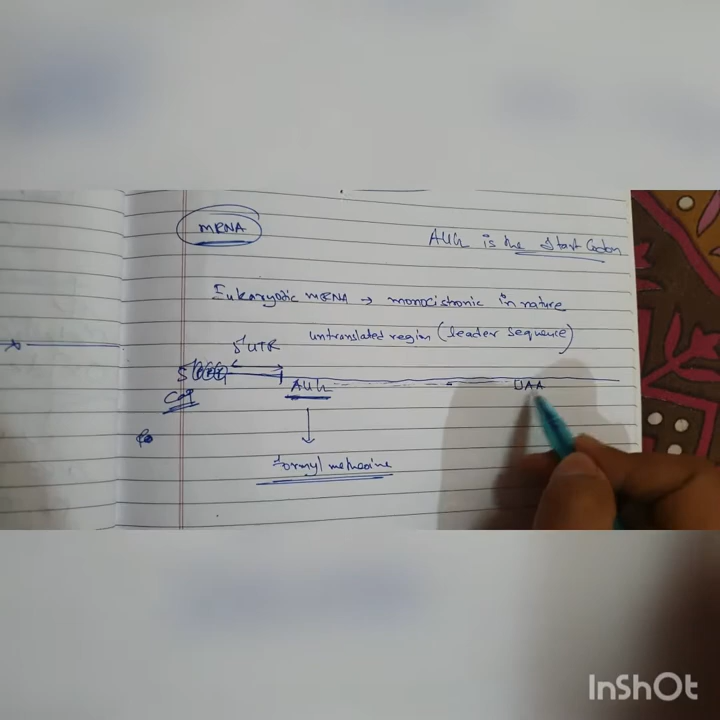 mRNA
AUG is the Start Codon
Eukaryotic mRNA → monocistronic in nature
5' UTR untranslated region (leader sequence)
5'
Cap
AUG UAA
formyl methonine
InShOt